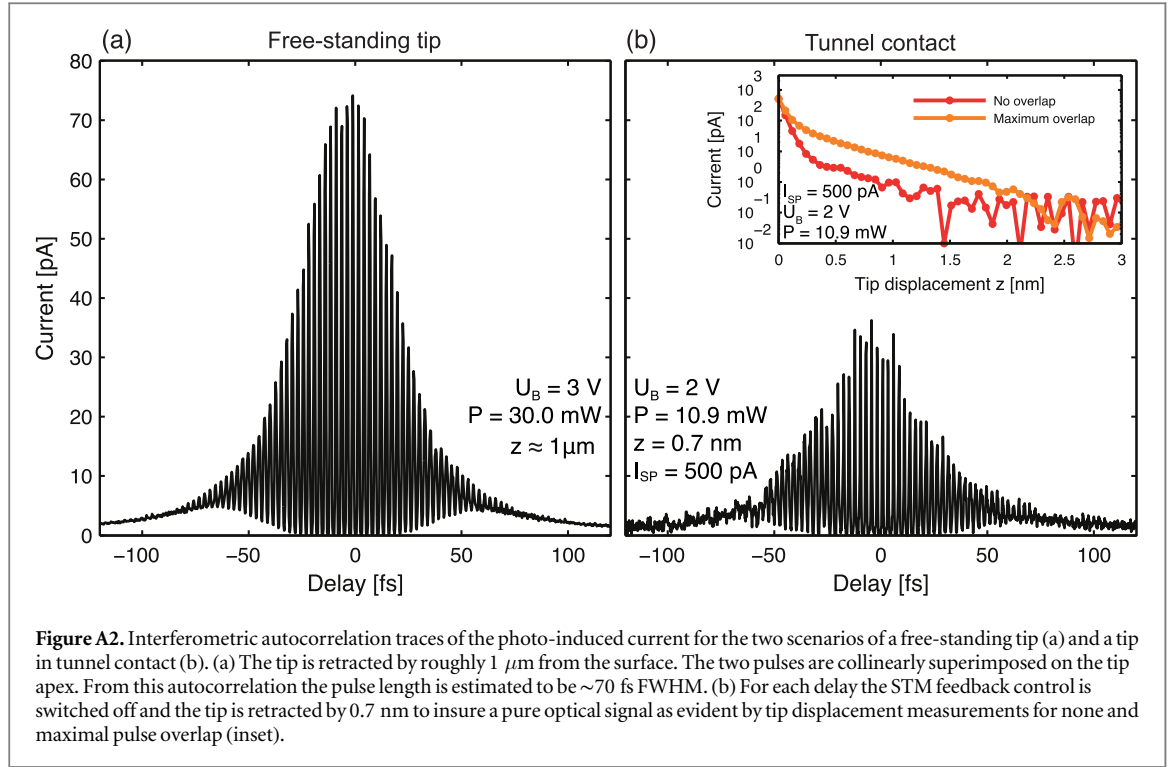 (a) Free-standing tip
80
70
60
50
40
30
20
10
0
Current [pA]
−100 −50 0 50 100
Delay [fs]
U_B = 3 V
P = 30.0 mW
z ≈ 1μm
(b) Tunnel contact
U_B = 2 V
P = 10.9 mW
z = 0.7 nm
I_SP = 500 pA
−100 −50 0 50 100
Delay [fs]
10^3
10^2
10^1
10^0
10^-1
10^-2
Current [pA]
No overlap
Maximum overlap
I_SP = 500 pA
U_B = 2 V
P = 10.9 mW
0 0.5 1 1.5 2 2.5 3
Tip displacement z [nm]
Figure A2. Interferometric autocorrelation traces of the photo-induced current for the two scenarios of a free-standing tip (a) and a tip
in tunnel contact (b). (a) The tip is retracted by roughly 1 μm from the surface. The two pulses are collinearly superimposed on the tip
apex. From this autocorrelation the pulse length is estimated to be ~70 fs FWHM. (b) For each delay the STM feedback control is
switched off and the tip is retracted by 0.7 nm to insure a pure optical signal as evident by tip displacement measurements for none and
maximal pulse overlap (inset).